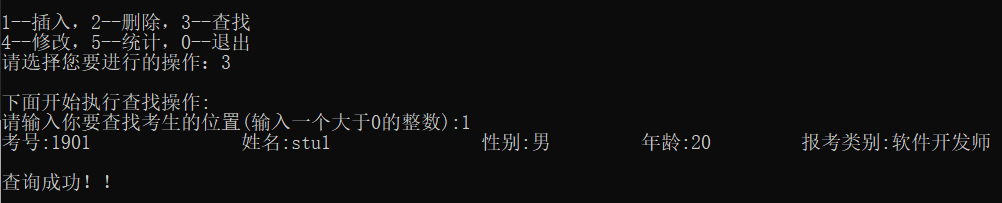 1--插入，2--删除，3--查找
4--修改，5--统计，0--退出
请选择您要进行的操作：3
下面开始执行查找操作:
请输入你要查找考生的位置(输入一个大于0的整数):1
考号:1901 姓名:stu1 性别:男 年龄:20 报考类别:软件开发师
查询成功！！